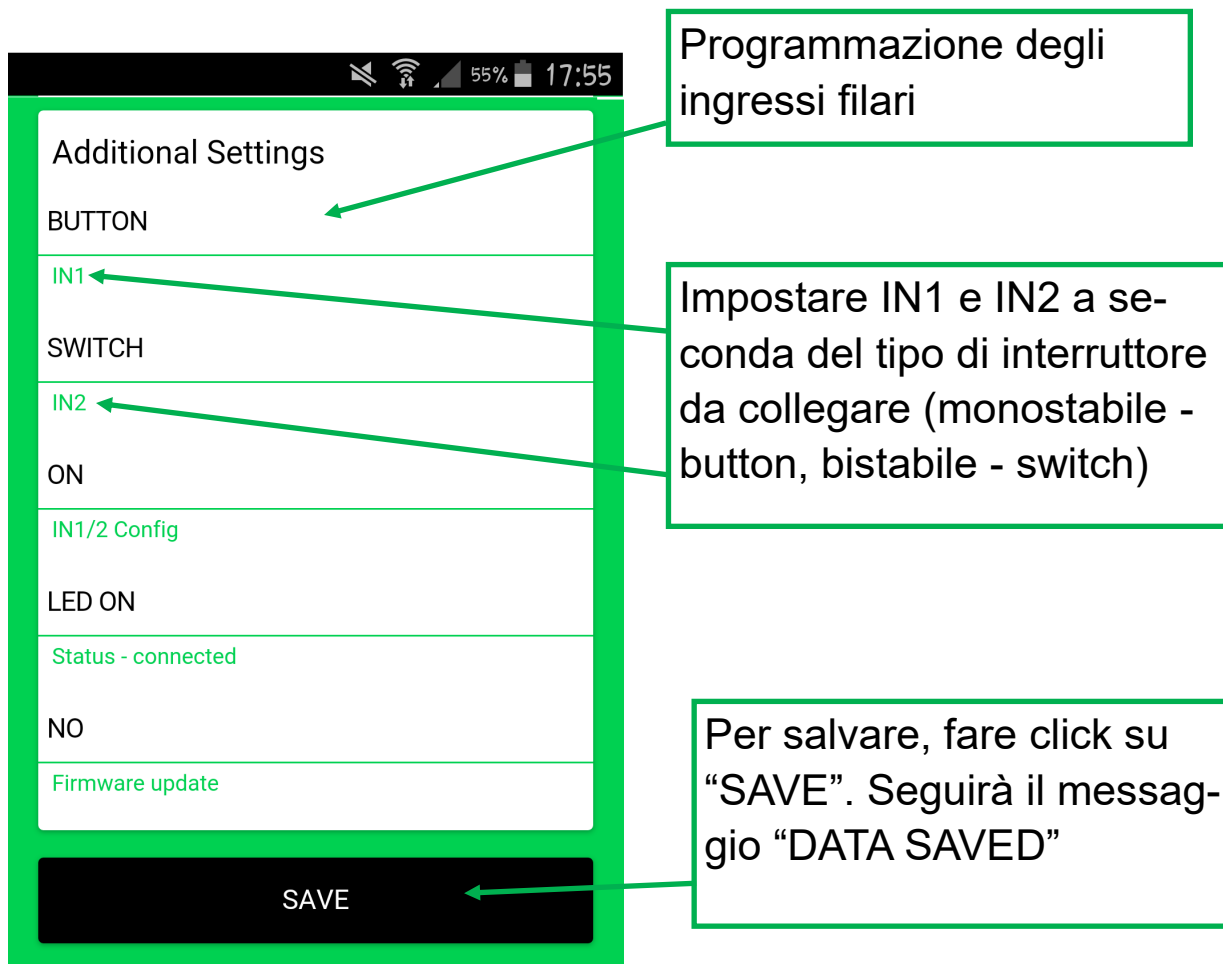 55% 17:55
Additional Settings
BUTTON
IN1
SWITCH
IN2
ON
IN1/2 Config
LED ON
Status - connected
NO
Firmware update
SAVE
Programmazione degli
ingressi filari
Impostare IN1 e IN2 a se-
conda del tipo di interruttore
da collegare (monostabile -
button, bistabile - switch)
Per salvare, fare click su
“SAVE”. Seguirà il messag-
gio “DATA SAVED”